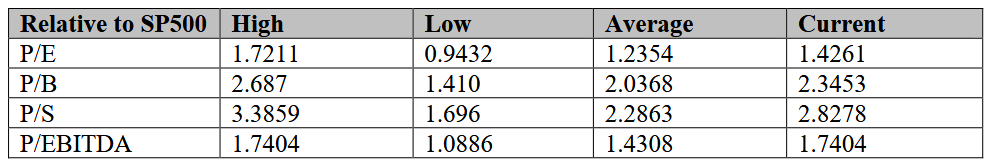 Relative to SP500 High Low Average Current
P/E 1.7211 0.9432 1.2354 1.4261
P/B 2.687 1.410 2.0368 2.3453
P/S 3.3859 1.696 2.2863 2.8278
P/EBITDA 1.7404 1.0886 1.4308 1.7404